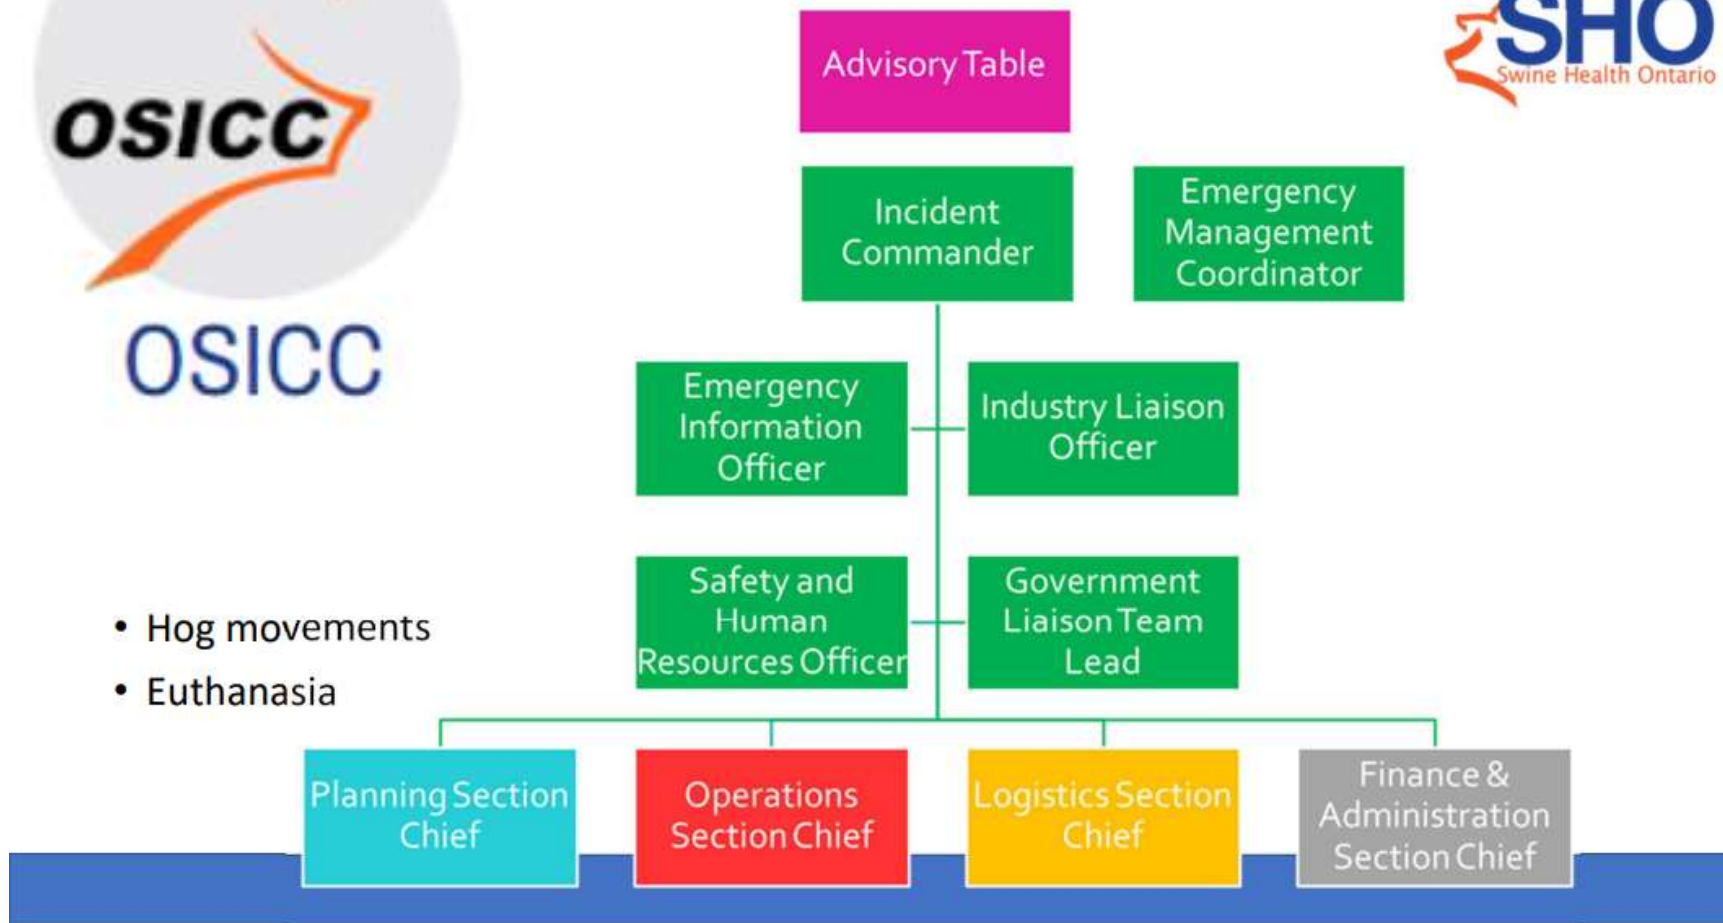 OSICC
OSICC
SHO
Swine Health Ontario
Advisory Table
Incident
Commander
Emergency
Management
Coordinator
Emergency
Information
Officer
Industry Liaison
Officer
Safety and
Human
Resources Officer
Government
Liaison Team
Lead
• Hog movements
• Euthanasia
Planning Section
Chief
Operations
Section Chief
Logistics Section
Chief
Finance &
Administration
Section Chief